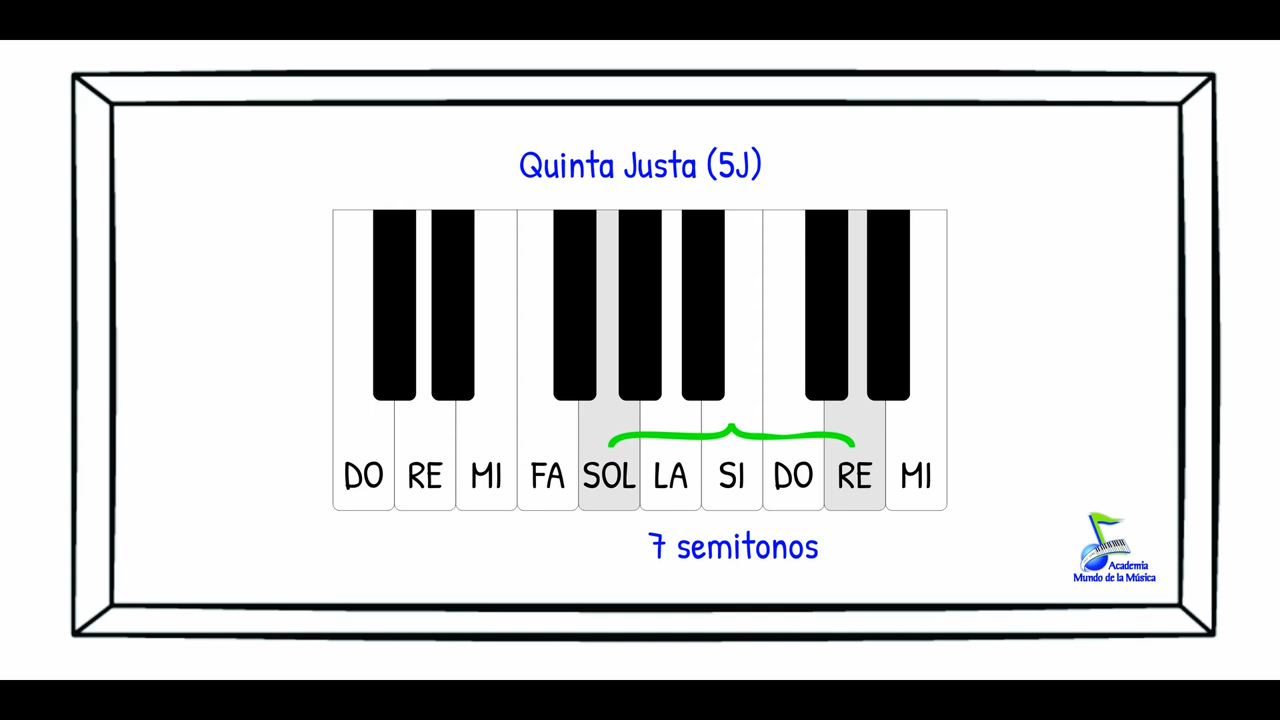 Quinta Justa (5J)
DO RE MI FA SOL LA SI DO RE MI
7 semitonos
Academia
Mundo de la Música